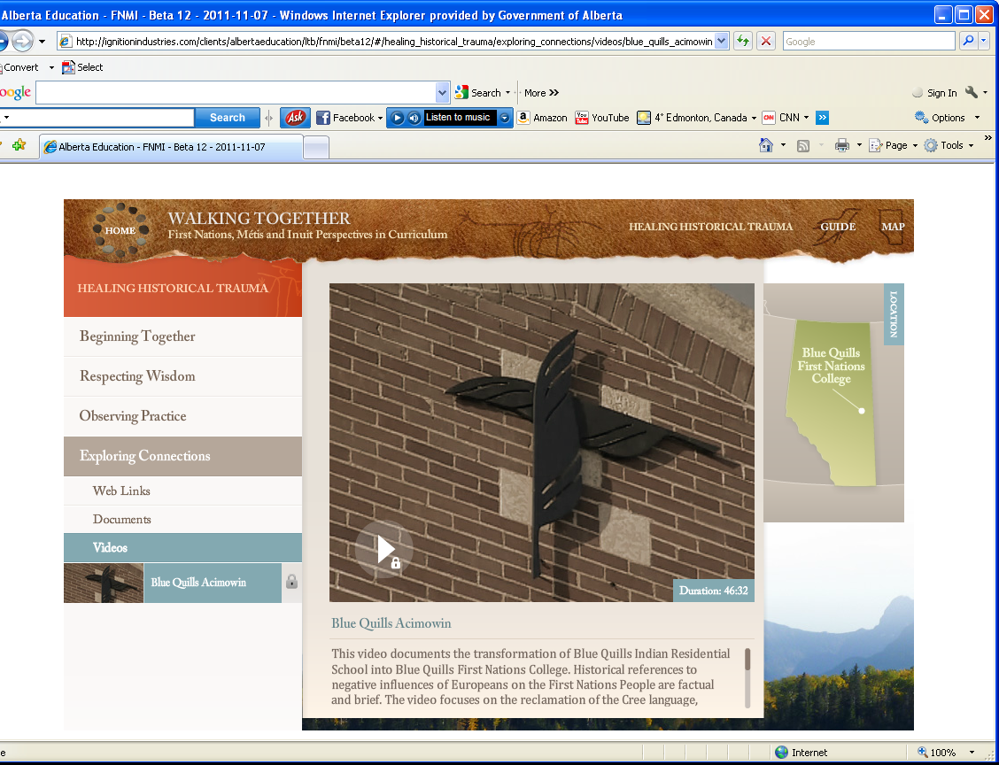 Alberta Education - FNMI - Beta 12 - 2011-11-07 - Windows Internet Explorer provided by Government of Alberta
http://ignitionindustries.com/clients/albertaeducation/ltb/fnmi/beta12/#/healing_historical_trauma/exploring_connections/videos/blue_quills_acimowin
Google
Convert Select
oogle Search More
Sign In
Search Ask Facebook Listen to music Amazon YouTube 4° Edmonton, Canada CNN Options
Alberta Education - FNMI - Beta 12 - 2011-11-07
Page Tools
HOME
WALKING TOGETHER
First Nations, Métis and Inuit Perspectives in Curriculum
HEALING HISTORICAL TRAUMA GUIDE MAP
HEALING HISTORICAL TRAUMA
Beginning Together
Respecting Wisdom
Observing Practice
Exploring Connections
Web Links
Documents
Videos
Blue Quills Acimowin
Duration: 46:32
LOCATION
Blue Quills
First Nations
College
Blue Quills Acimowin
This video documents the transformation of Blue Quills Indian Residential
School into Blue Quills First Nations College. Historical references to
negative influences of Europeans on the First Nations People are factual
and brief. The video focuses on the reclamation of the Cree language,
e
Internet
100%